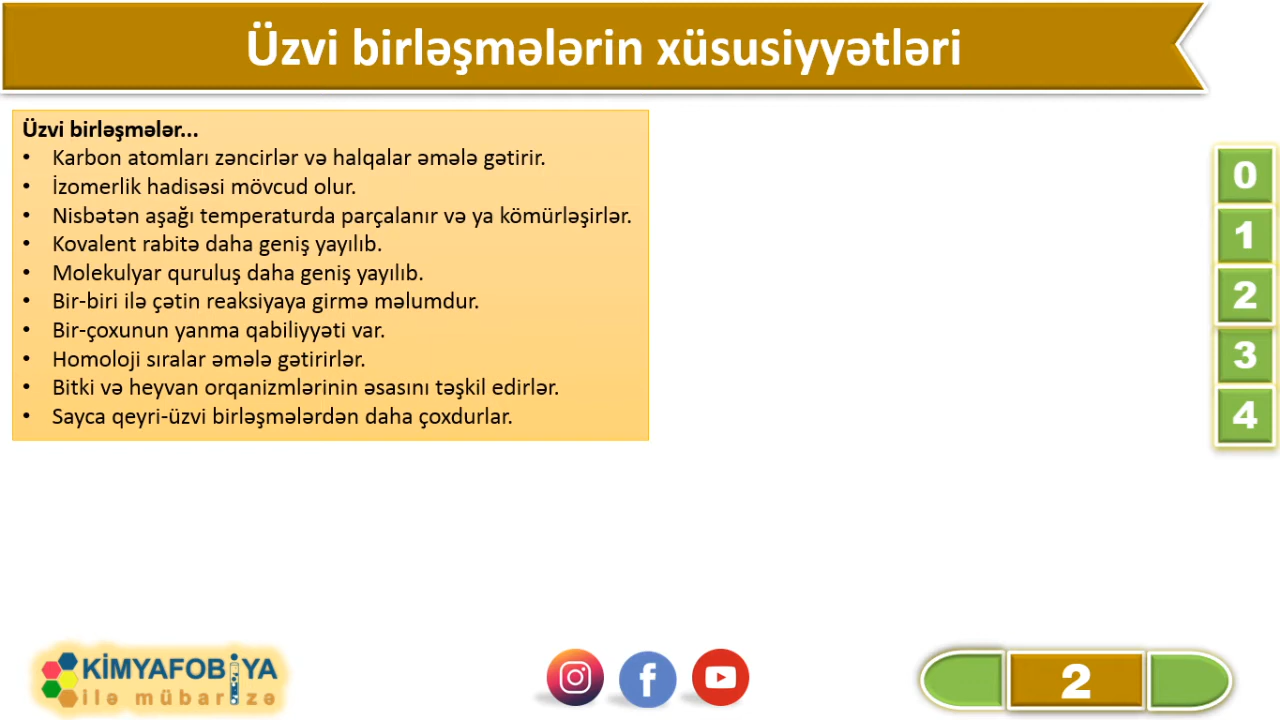 Üzvi birləşmələrin xüsusiyyətləri
Üzvi birləşmələr...
• Karbon atomları zəncirlər və halqalar əmələ gətirir.
• İzomerlik hadisəsi mövcud olur.
• Nisbətən aşağı temperaturda parçalanır və ya kömürləşirlər.
• Kovalent rabitə daha geniş yayılıb.
• Molekulyar quruluş daha geniş yayılıb.
• Bir-biri ilə çətin reaksiyaya girmə məlumdur.
• Bir-çoxunun yanma qabiliyyəti var.
• Homoloji sıralar əmələ gətirirlər.
• Bitki və heyvan orqanizmlərinin əsasını təşkil edirlər.
• Sayca qeyri-üzvi birləşmələrdən daha çoxdurlar.
0
1
2
3
4
KİMYAFOBİYA
ilə mübarizə
2